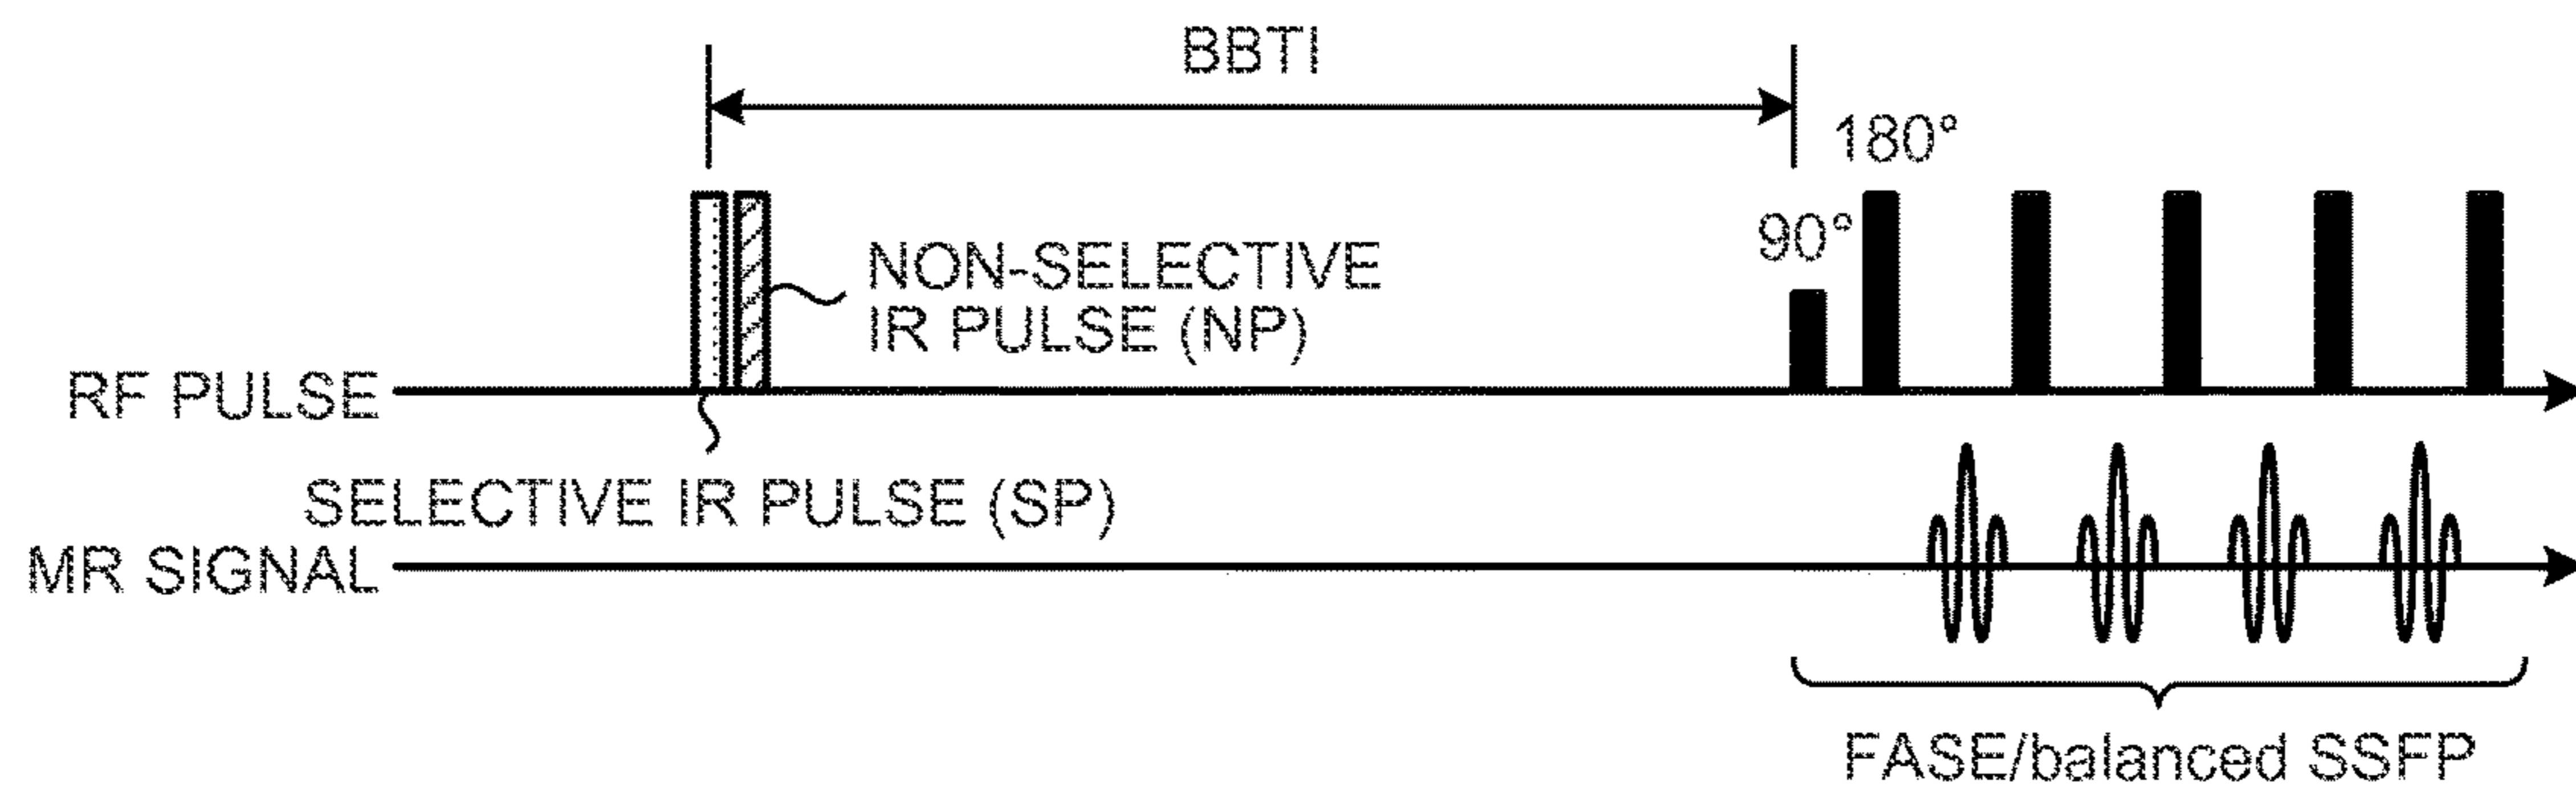 BBTI
180°
90°
NON-SELECTIVE
IR PULSE (NP)
RF PULSE
SELECTIVE IR PULSE (SP)
MR SIGNAL
FASE/balanced SSFP